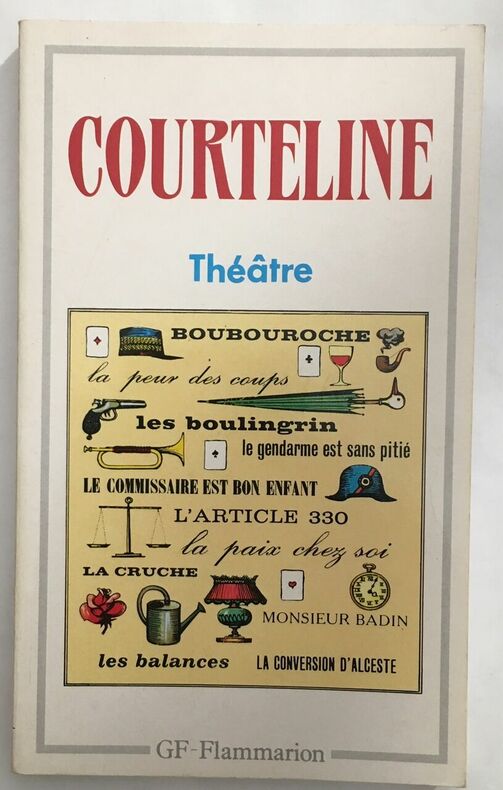 COURTELINE
Théâtre
BOUBOUROCHE
la peur des coups
les boulingrin
le gendarme est sans pitié
LE COMMISSAIRE EST BON ENFANT
L'ARTICLE 330
la paix chez soi
LA CRUCHE
MONSIEUR BADIN
les balances
LA CONVERSION D'ALCESTE
GF-Flammarion